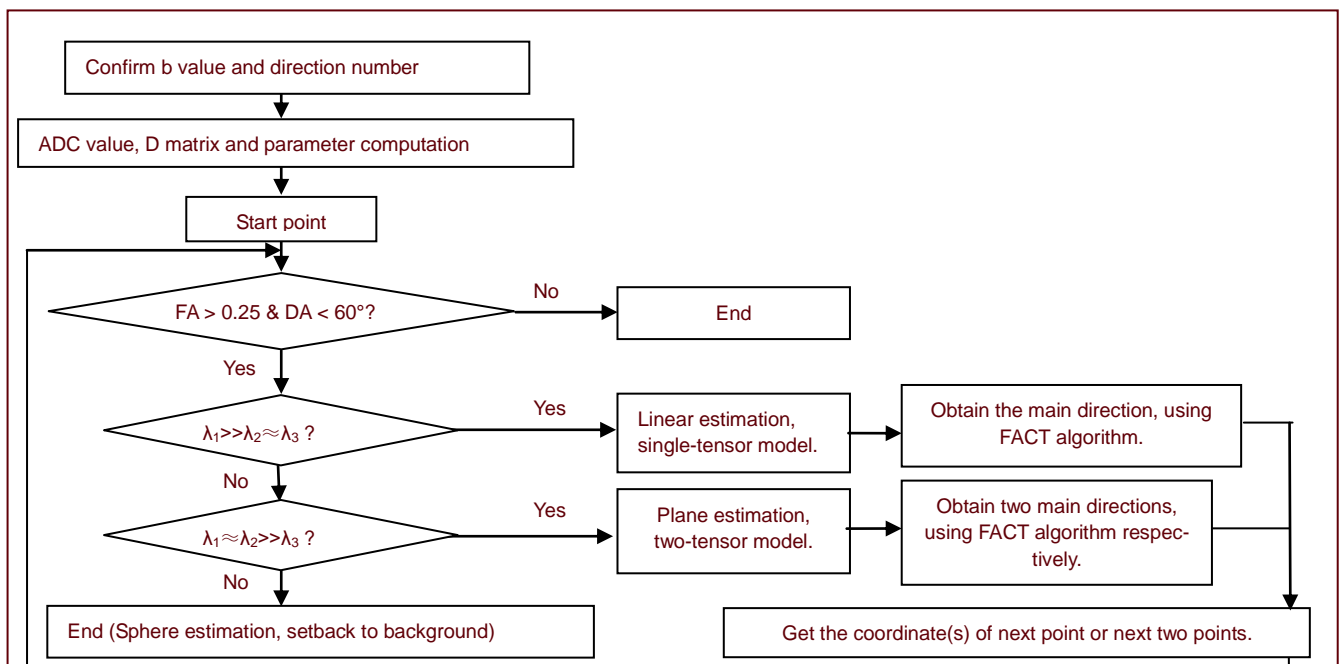 Confirm b value and direction number
ADC value, D matrix and parameter computation
Start point
FA > 0.25 & DA < 60°?
No
End
Yes
λ₁>>λ₂≈λ₃ ?
Yes
Linear estimation,
single-tensor model.
Obtain the main direction, using
FACT algorithm.
No
λ₁≈λ₂>>λ₃ ?
Yes
Plane estimation,
two-tensor model.
Obtain two main directions,
using FACT algorithm respec-
tively.
No
End (Sphere estimation, setback to background)
Get the coordinate(s) of next point or next two points.